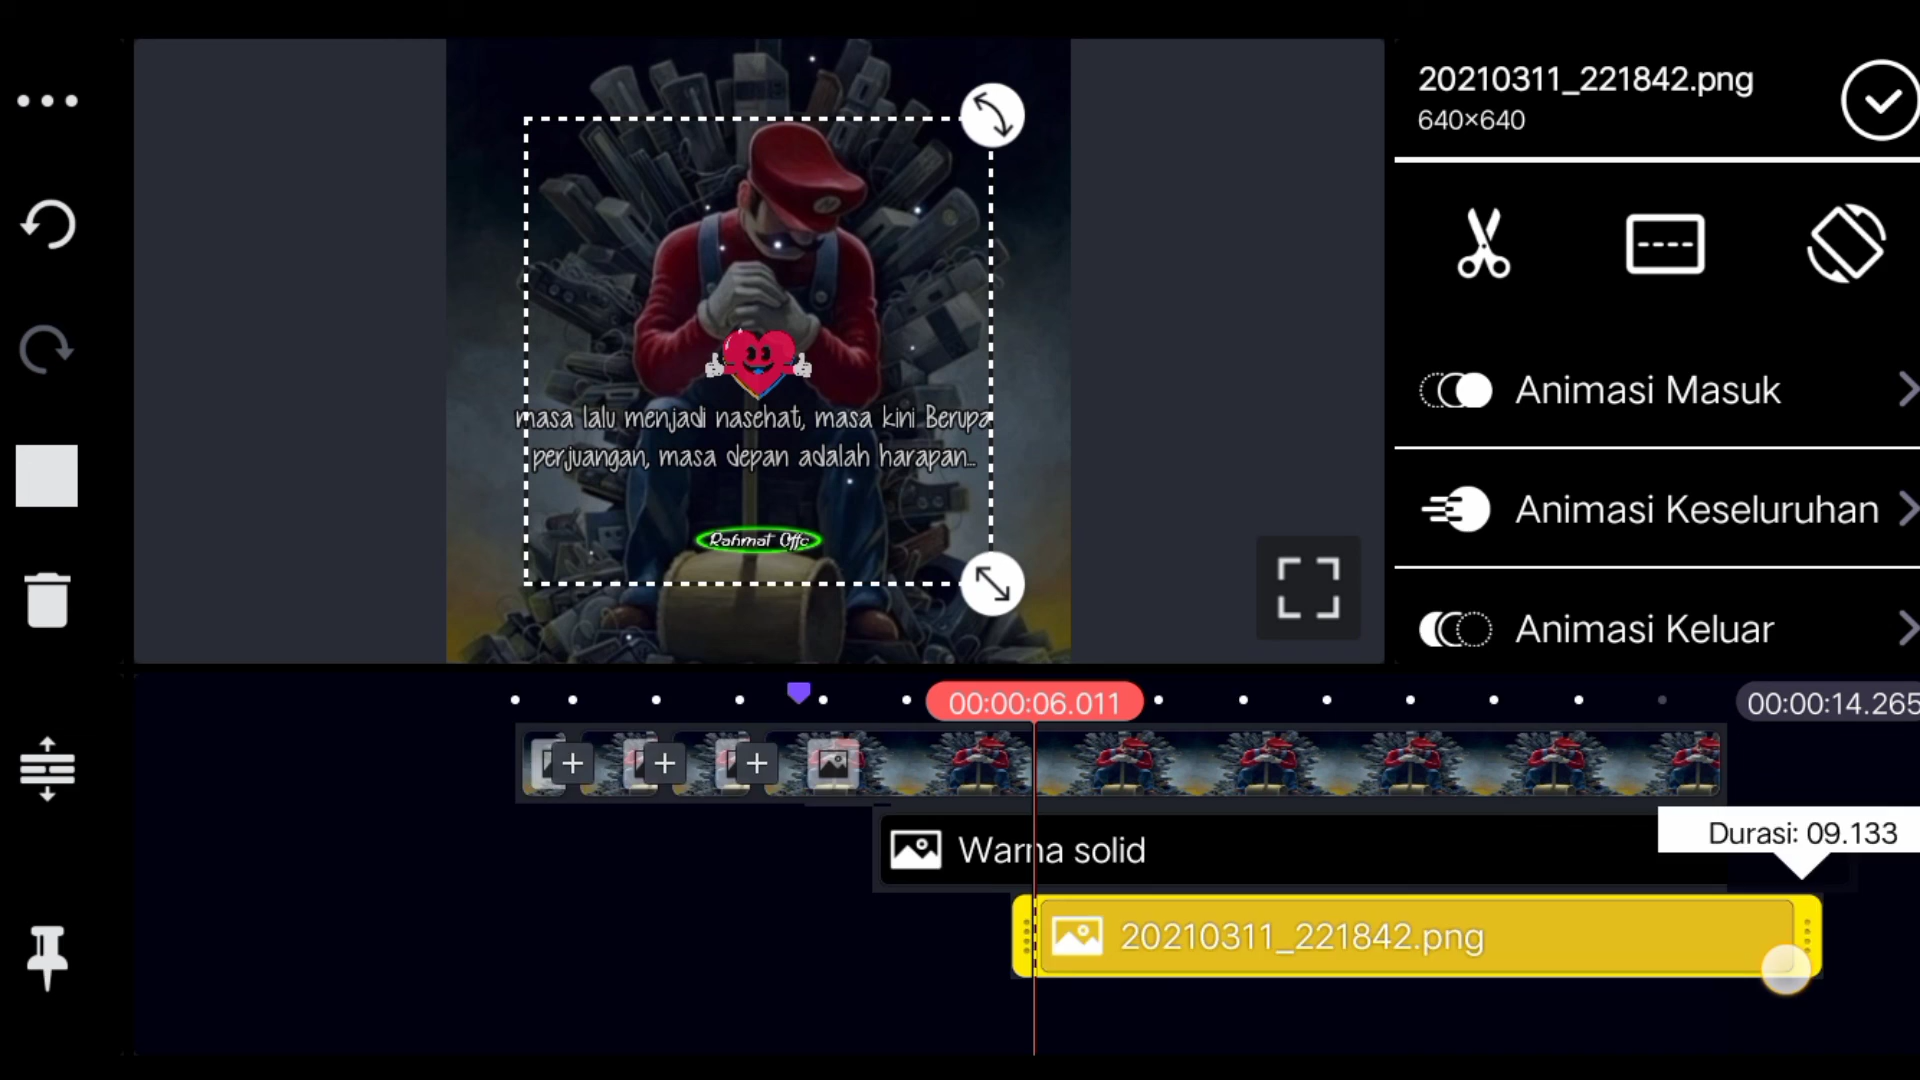 20210311_221842.png
640×640
masa lalu menjadi nasehat, masa kini Berupa
perjuangan, masa depan adalah harapan...
Rahmat Offc
Animasi Masuk
Animasi Keseluruhan
Animasi Keluar
00:00:06.011
00:00:14.265
Warna solid
Durasi: 09.133
20210311_221842.png